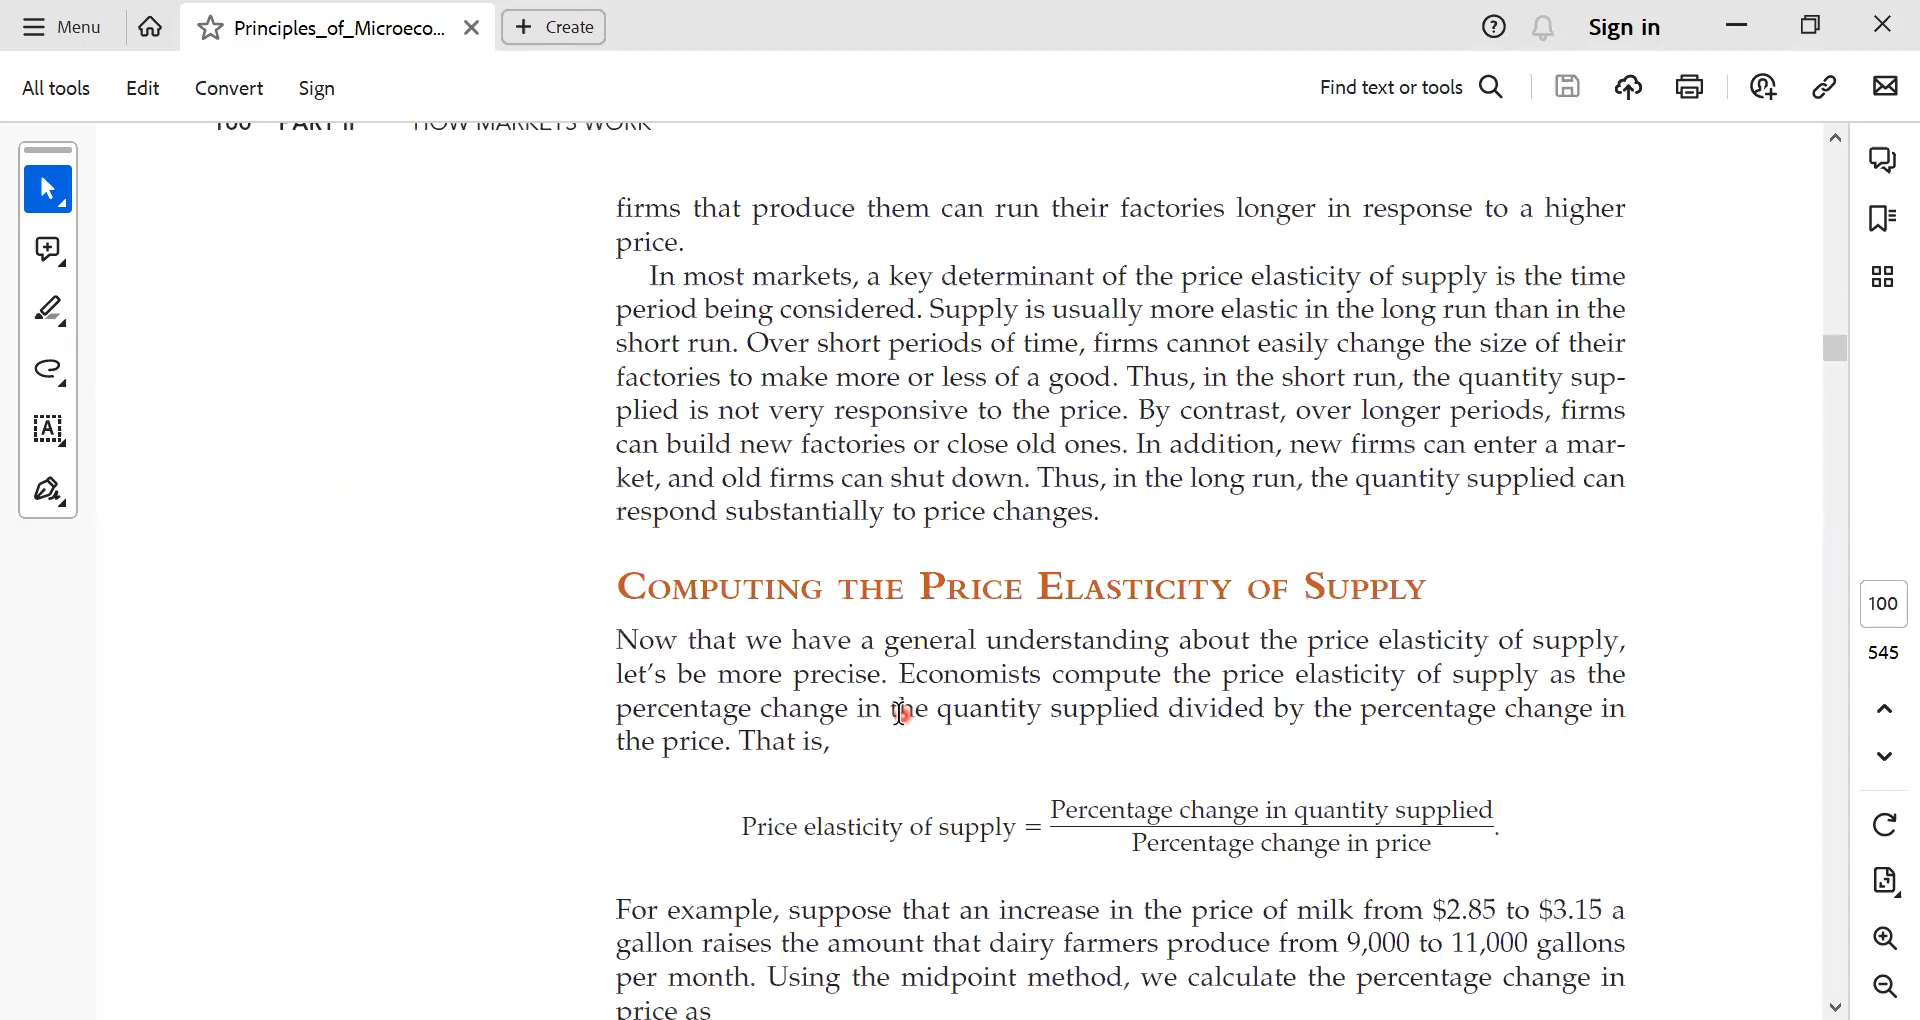 Menu
Principles_of_Microeco...
Create
Sign in
All tools
Edit
Convert
Sign
Find text or tools
100 PART II HOW MARKETS WORK
firms that produce them can run their factories longer in response to a higher
price.
In most markets, a key determinant of the price elasticity of supply is the time
period being considered. Supply is usually more elastic in the long run than in the
short run. Over short periods of time, firms cannot easily change the size of their
factories to make more or less of a good. Thus, in the short run, the quantity sup-
plied is not very responsive to the price. By contrast, over longer periods, firms
can build new factories or close old ones. In addition, new firms can enter a mar-
ket, and old firms can shut down. Thus, in the long run, the quantity supplied can
respond substantially to price changes.
COMPUTING THE PRICE ELASTICITY OF SUPPLY
Now that we have a general understanding about the price elasticity of supply,
let's be more precise. Economists compute the price elasticity of supply as the
percentage change in the quantity supplied divided by the percentage change in
the price. That is,
Price elasticity of supply = Percentage change in quantity supplied
Percentage change in price.
For example, suppose that an increase in the price of milk from $2.85 to $3.15 a
gallon raises the amount that dairy farmers produce from 9,000 to 11,000 gallons
per month. Using the midpoint method, we calculate the percentage change in
price as
100
545